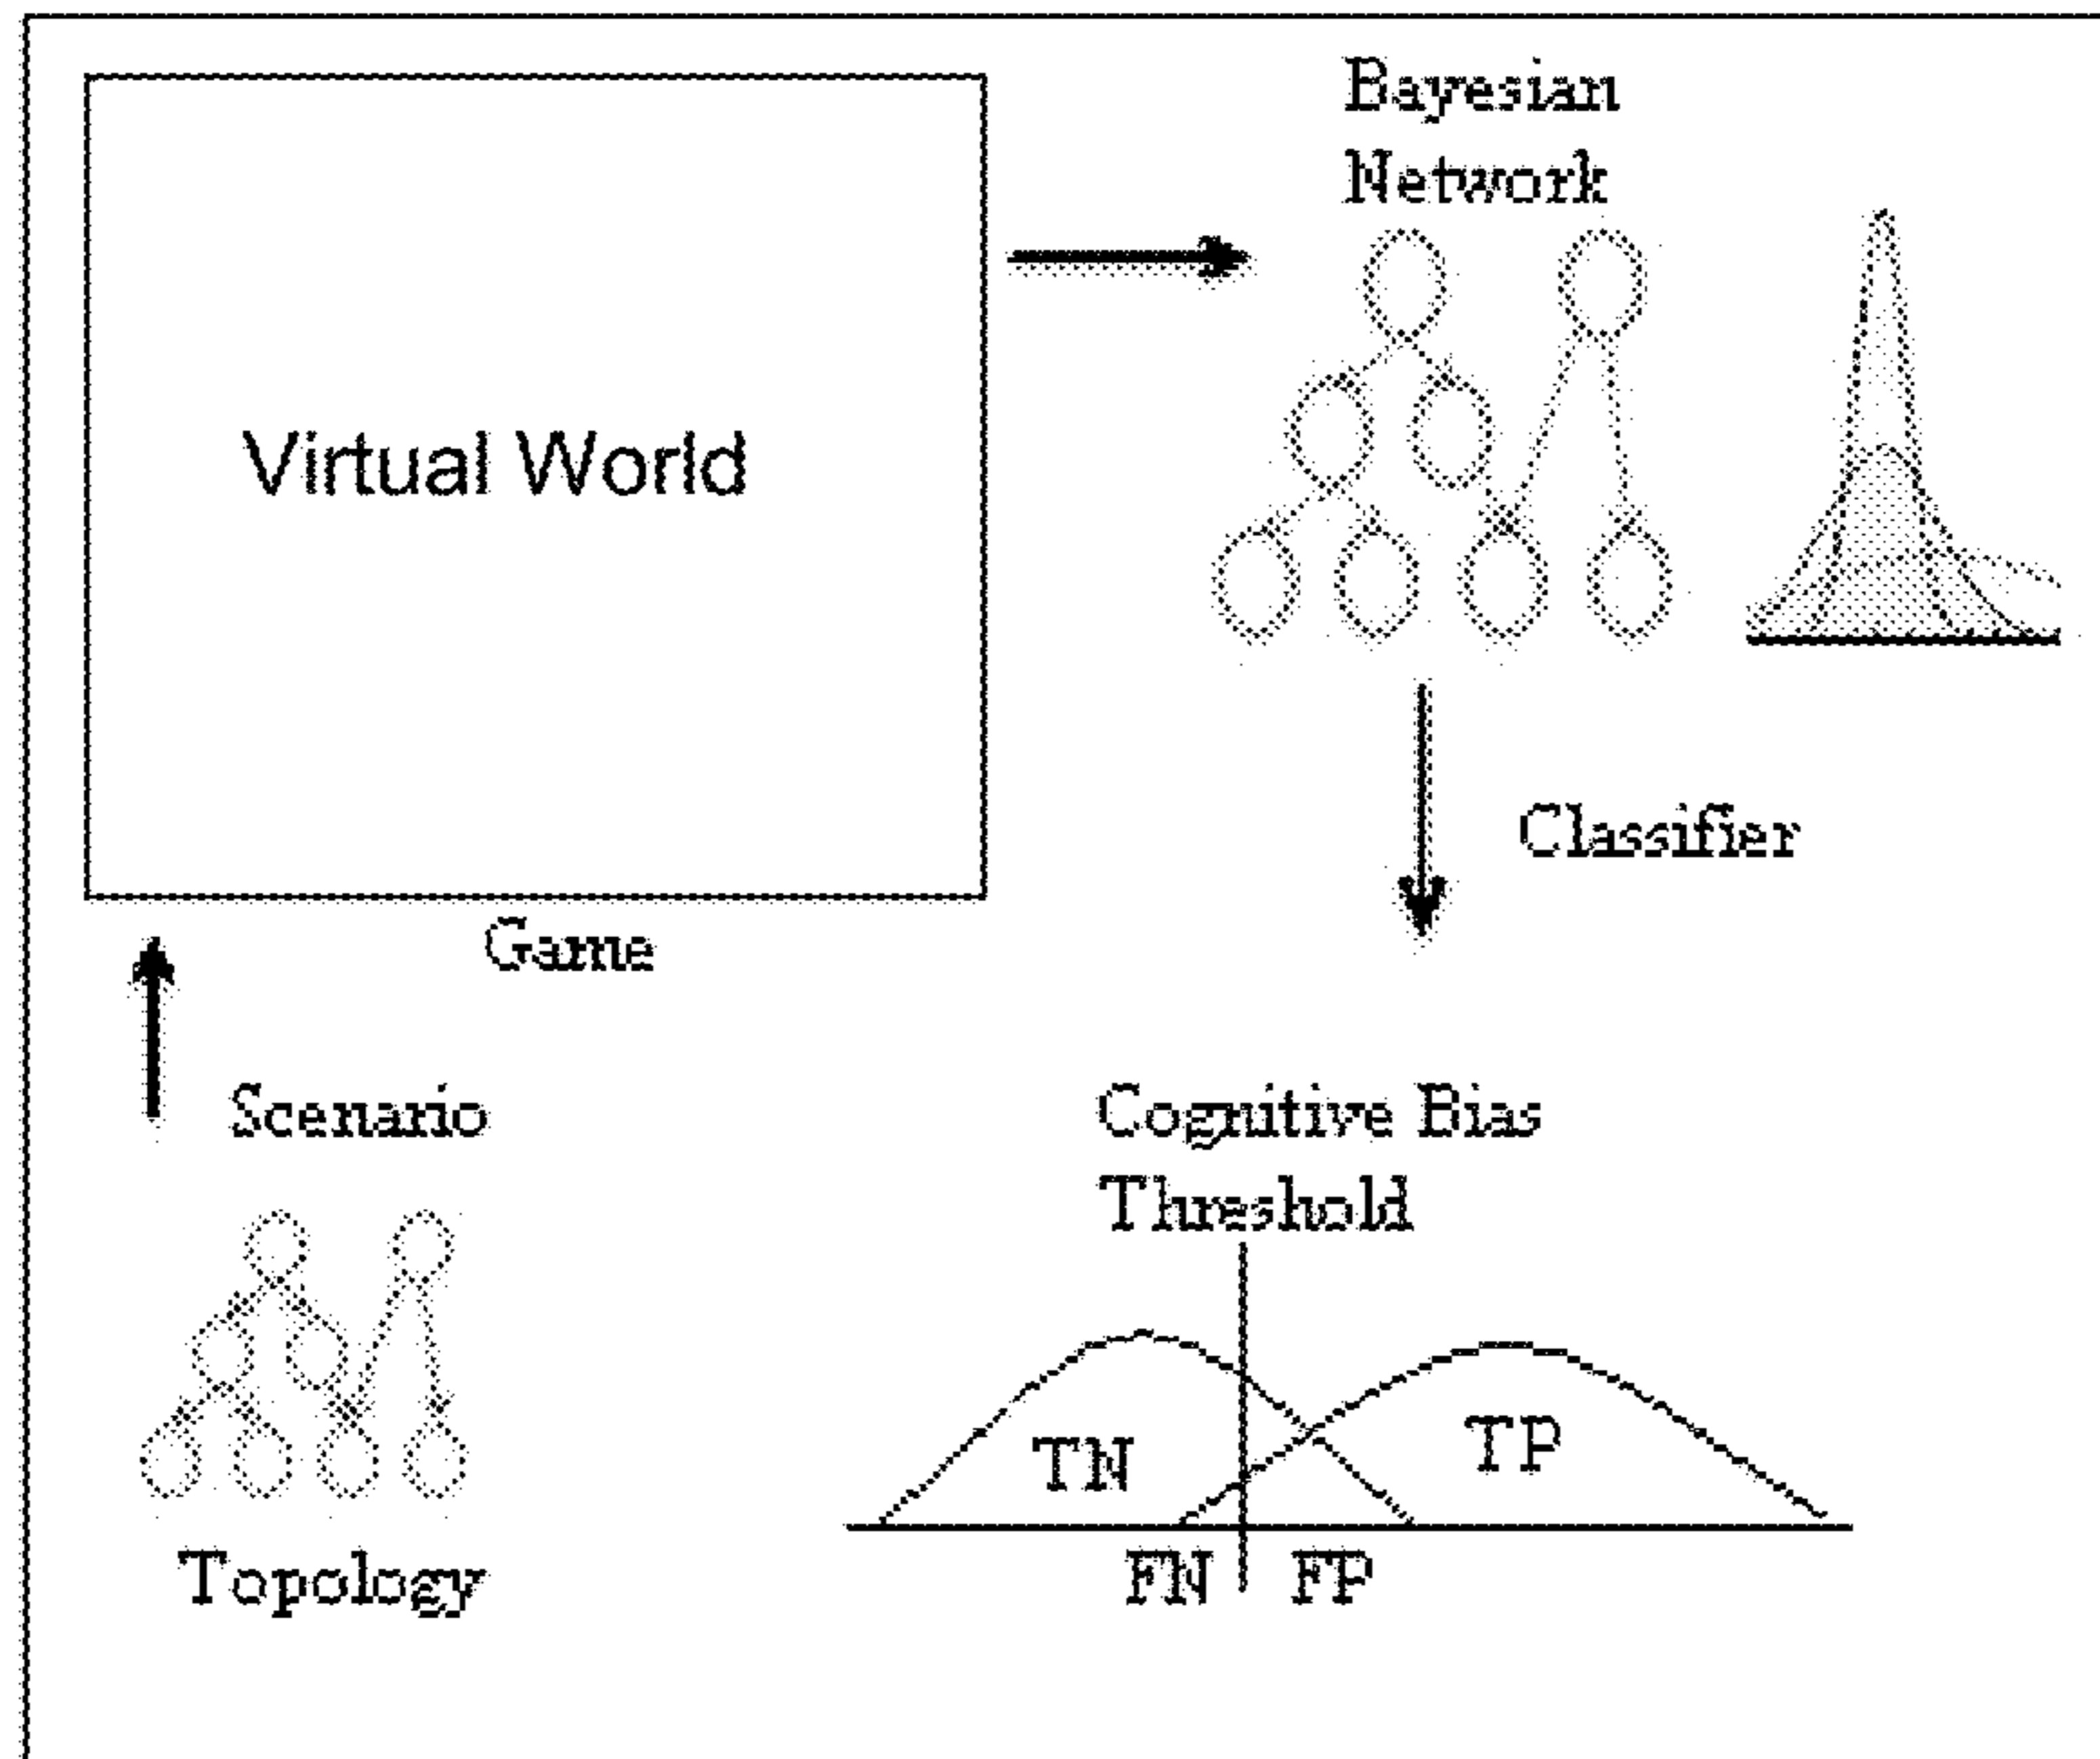 Bayesian
Network
Virtual World
Classifier
Game
Scenario
Cognitive Bias
Threshold
TN
TP
FN
FP
Topology